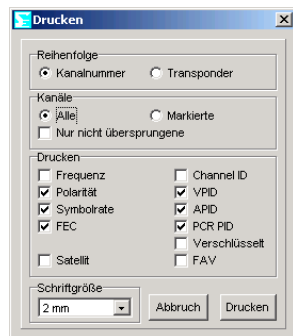 Drucken
Reihenfolge
Kanalnummer Transponder
Kanäle
Alle Markierte
Nur nicht übersprungene
Drucken
Frequenz Channel ID
Polarität VPID
Symbolrate APID
FEC PCR PID
Verschlüsselt
Satellit FAV
Schriftgröße
2 mm Abbruch Drucken